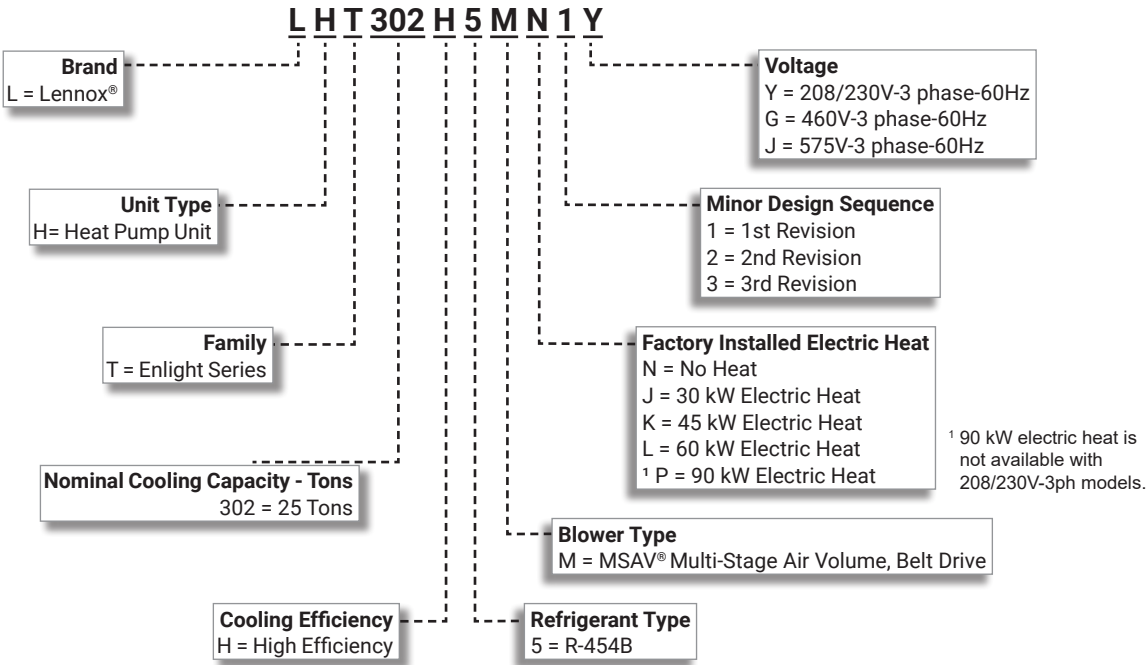 L H T 302 H 5 M N 1 Y
Brand
L = Lennox®
Unit Type
H= Heat Pump Unit
Family
T = Enlight Series
Nominal Cooling Capacity - Tons
302 = 25 Tons
Cooling Efficiency
H = High Efficiency
Voltage
Y = 208/230V-3 phase-60Hz
G = 460V-3 phase-60Hz
J = 575V-3 phase-60Hz
Minor Design Sequence
1 = 1st Revision
2 = 2nd Revision
3 = 3rd Revision
Factory Installed Electric Heat
N = No Heat
J = 30 kW Electric Heat
K = 45 kW Electric Heat
L = 60 kW Electric Heat
¹ P = 90 kW Electric Heat
¹ 90 kW electric heat is
not available with
208/230V-3ph models.
Blower Type
M = MSAV® Multi-Stage Air Volume, Belt Drive
Refrigerant Type
5 = R-454B